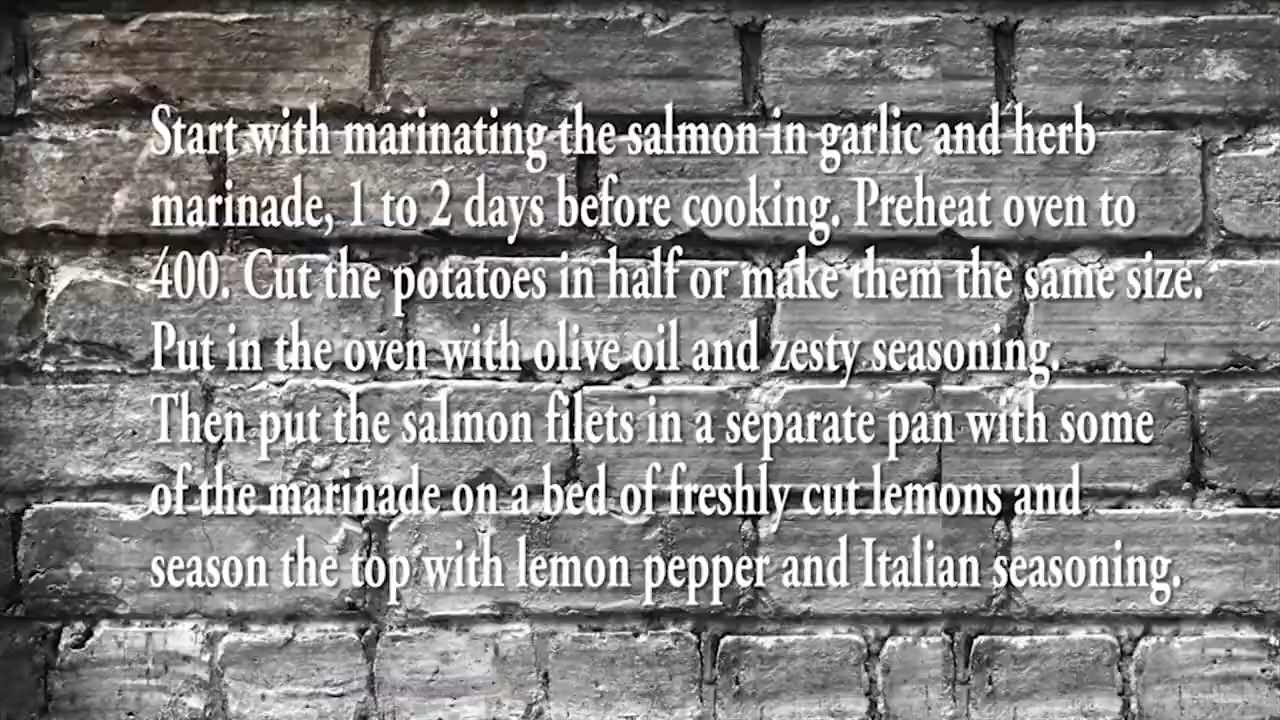 Start with marinating the salmon in garlic and herb
marinade, 1 to 2 days before cooking. Preheat oven to
400. Cut the potatoes in half or make them the same size.
Put in the oven with olive oil and zesty seasoning.
Then put the salmon filets in a separate pan with some
of the marinade on a bed of freshly cut lemons and
season the top with lemon pepper and Italian seasoning.